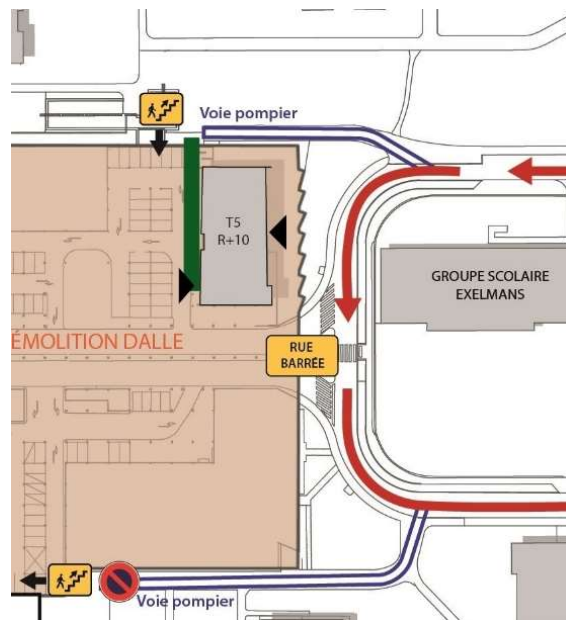 Voie pompier
T5
R+10
GROUPE SCOLAIRE
EXELMANS
ÉMOLITION DALLE
RUE
BARRÉE
Voie pompier